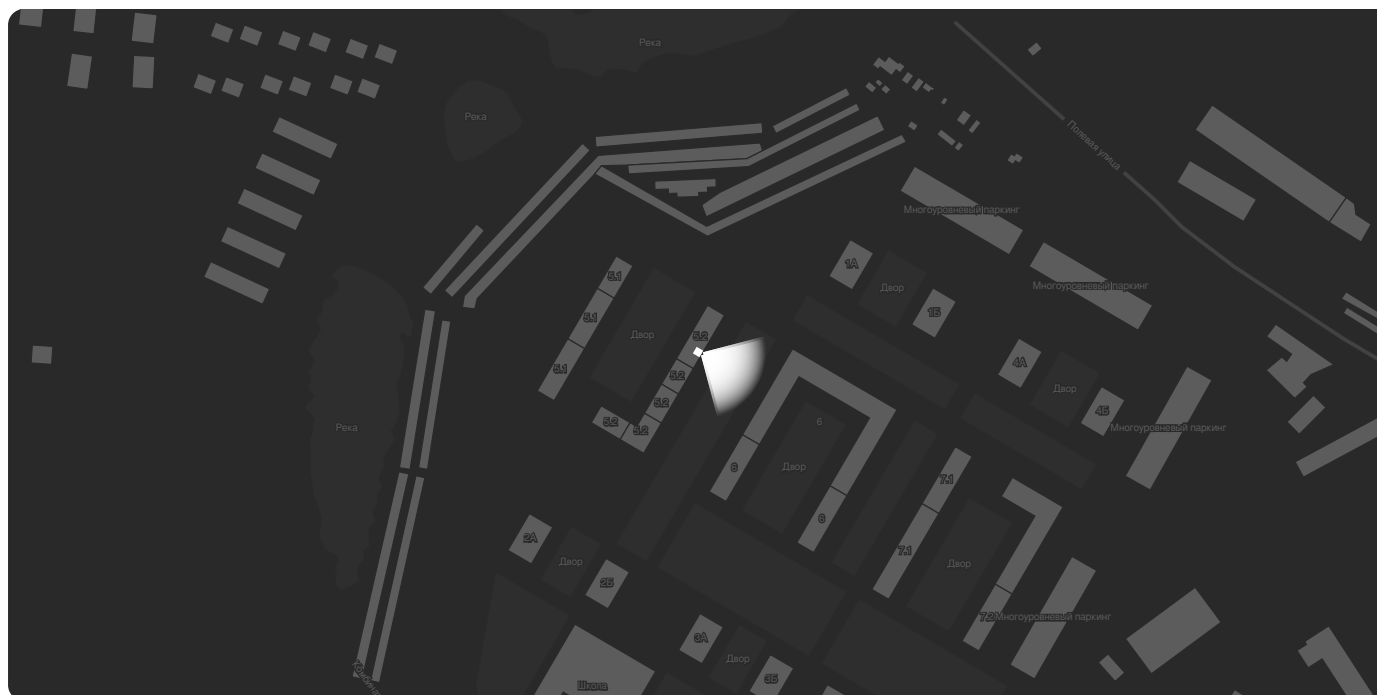 Река
Река
Полевая улица
Многоуровневый паркинг
1А
Двор
5.1
Многоуровневый паркинг
1Б
5.1
Двор
5.2
4А
5.1
5.2
Двор
5.2
4Б
5.2
6
Река
5.2
Многоуровневый паркинг
6
Двор
7.1
6
2А
7.1
Двор
Двор
2Б
7.2
Многоуровневый паркинг
3А
Двор
3Б
Школа